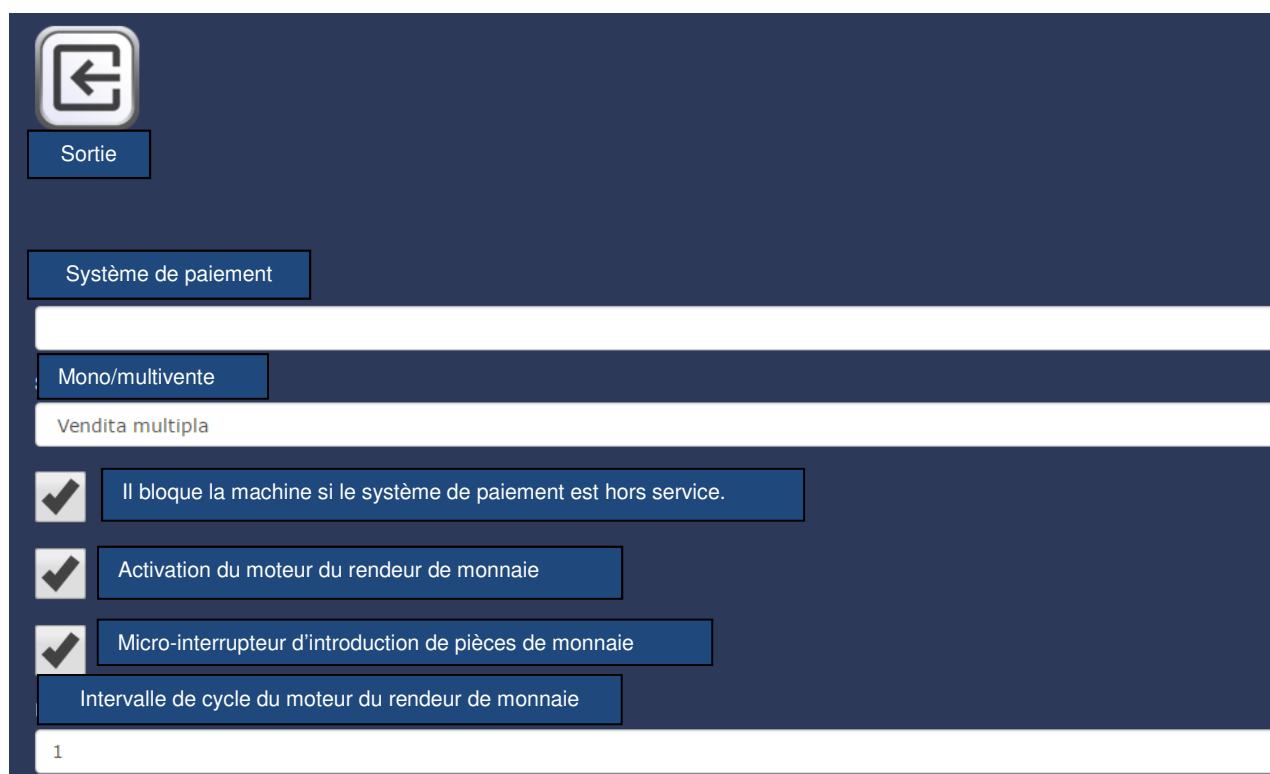 Sortie
Système de paiement
Mono/multivente
Vendita multipla
Il bloque la machine si le système de paiement est hors service.
Activation du moteur du rendeur de monnaie
Micro-interrupteur d’introduction de pièces de monnaie
Intervalle de cycle du moteur du rendeur de monnaie
1